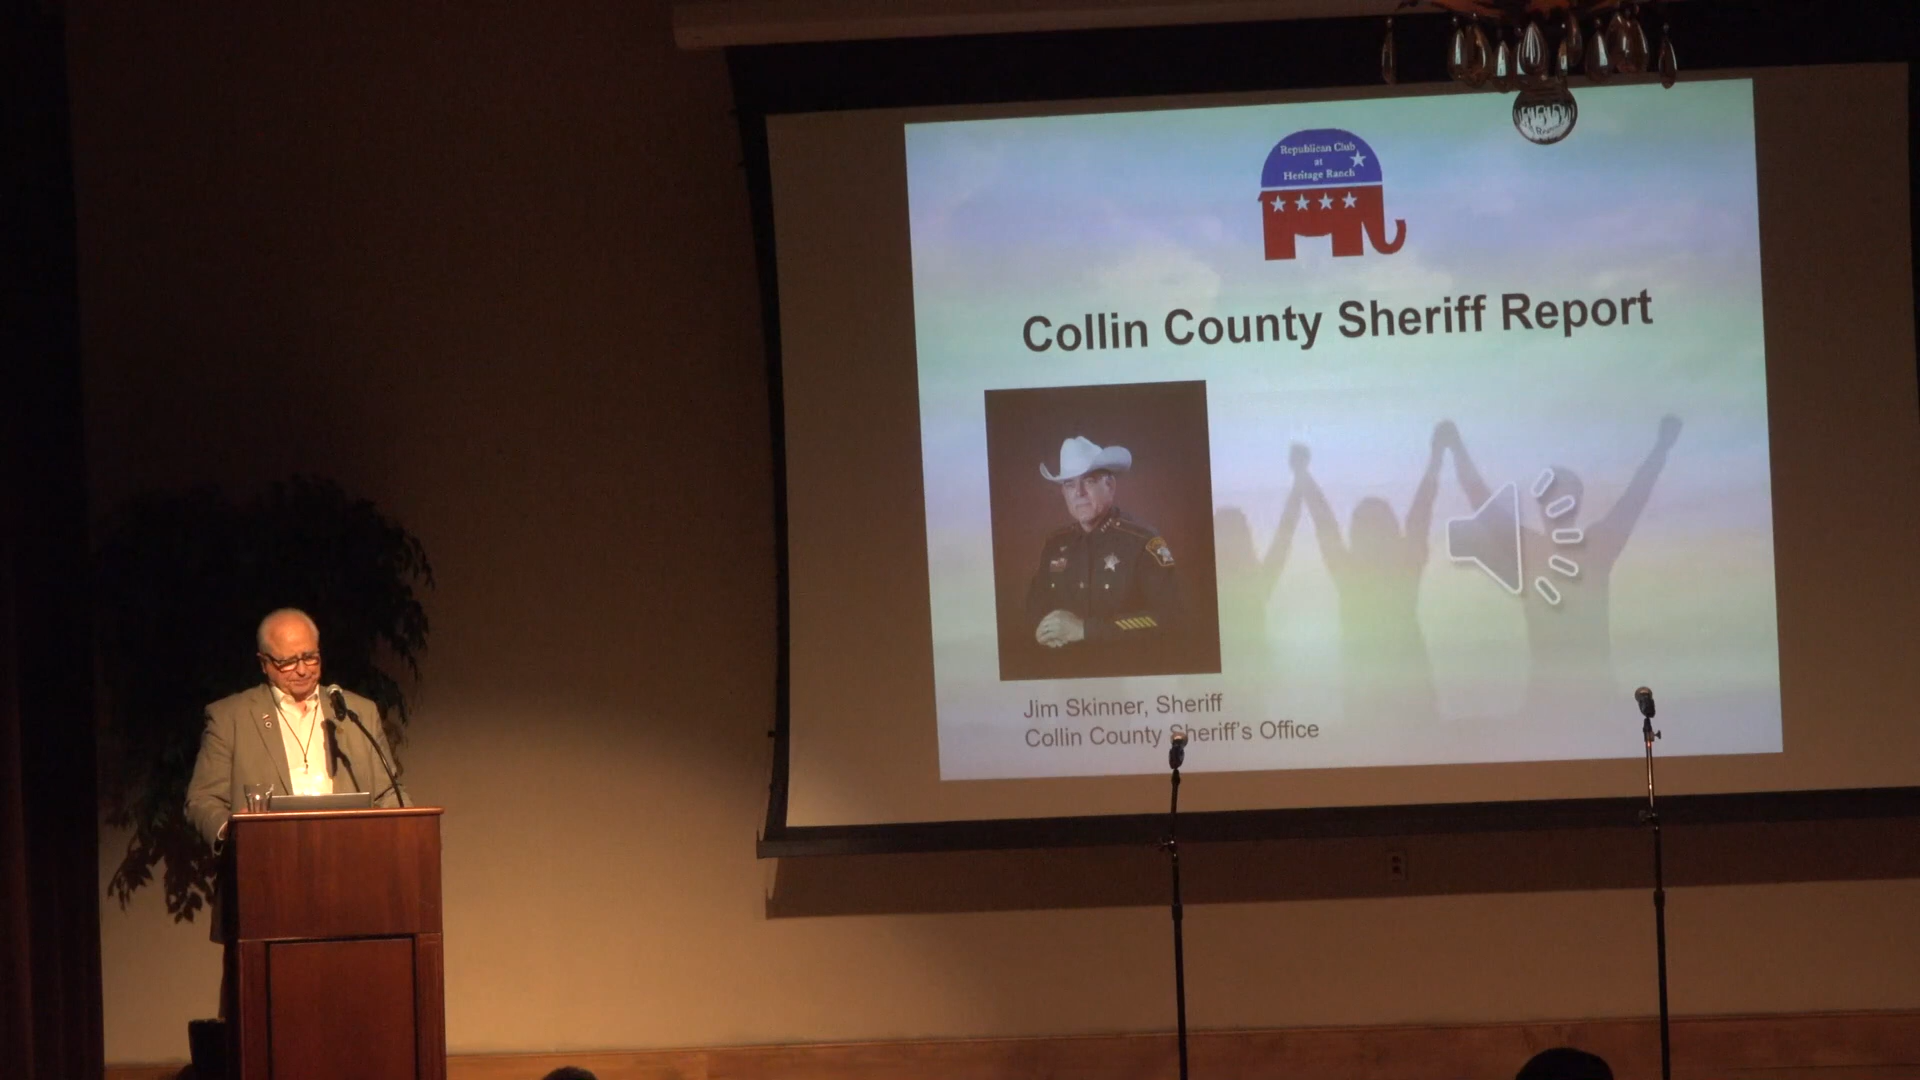 Republican Club
at
Heritage Ranch
Collin County Sheriff Report
Jim Skinner, Sheriff
Collin County Sheriff's Office